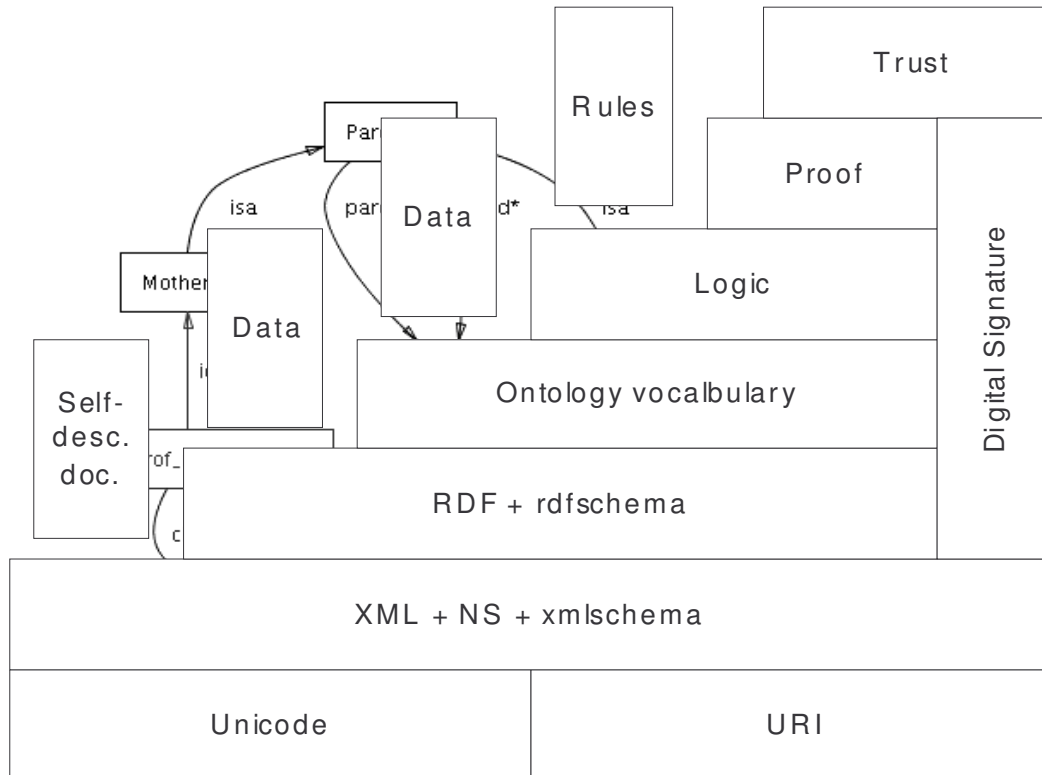 Trust
Rules
Proof
isa
isa
Data
Logic
Mother
Data
Digital Signature
Ontology vocalbulary
Self-
desc.
doc.
RDF + rdfschema
XML + NS + xmlschema
Unicode
URI